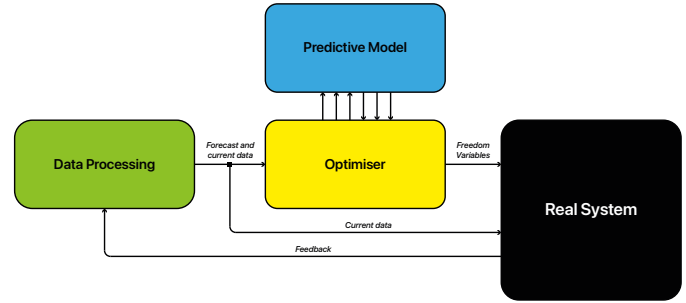 Predictive Model
Data Processing
Forecast and
current data
Optimiser
Freedom
Variables
Real System
Current data
Feedback